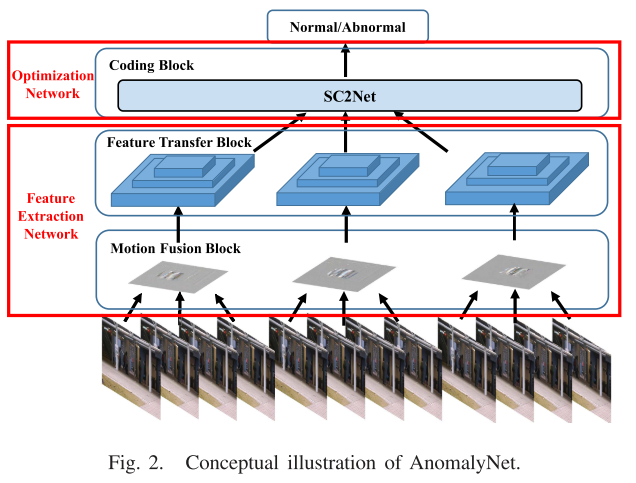 Normal/Abnormal
Optimization
Network
Coding Block
SC2Net
Feature
Extraction
Network
Feature Transfer Block
Motion Fusion Block
Fig. 2. Conceptual illustration of AnomalyNet.